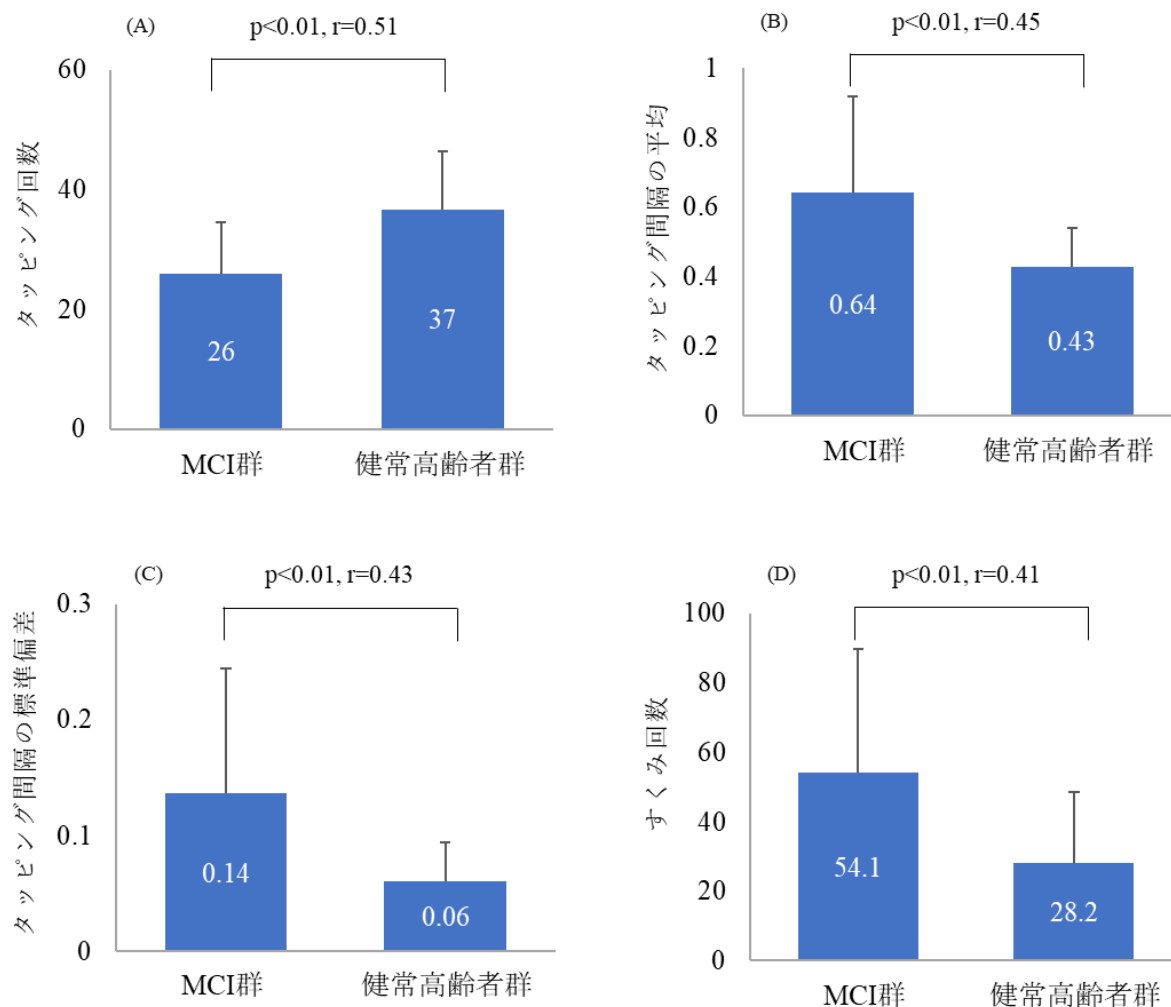 (A)
p<0.01, r=0.51
タッピング回数
60
40
20
0
26
37
MCI群
健常高齢者群
(B)
p<0.01, r=0.45
タッピング間隔の平均
1
0.8
0.6
0.4
0.2
0
0.64
0.43
MCI群
健常高齢者群
(C)
p<0.01, r=0.43
タッピング間隔の標準偏差
0.3
0.2
0.1
0
0.14
0.06
MCI群
健常高齢者群
(D)
p<0.01, r=0.41
すくみ回数
100
80
60
40
20
0
54.1
28.2
MCI群
健常高齢者群